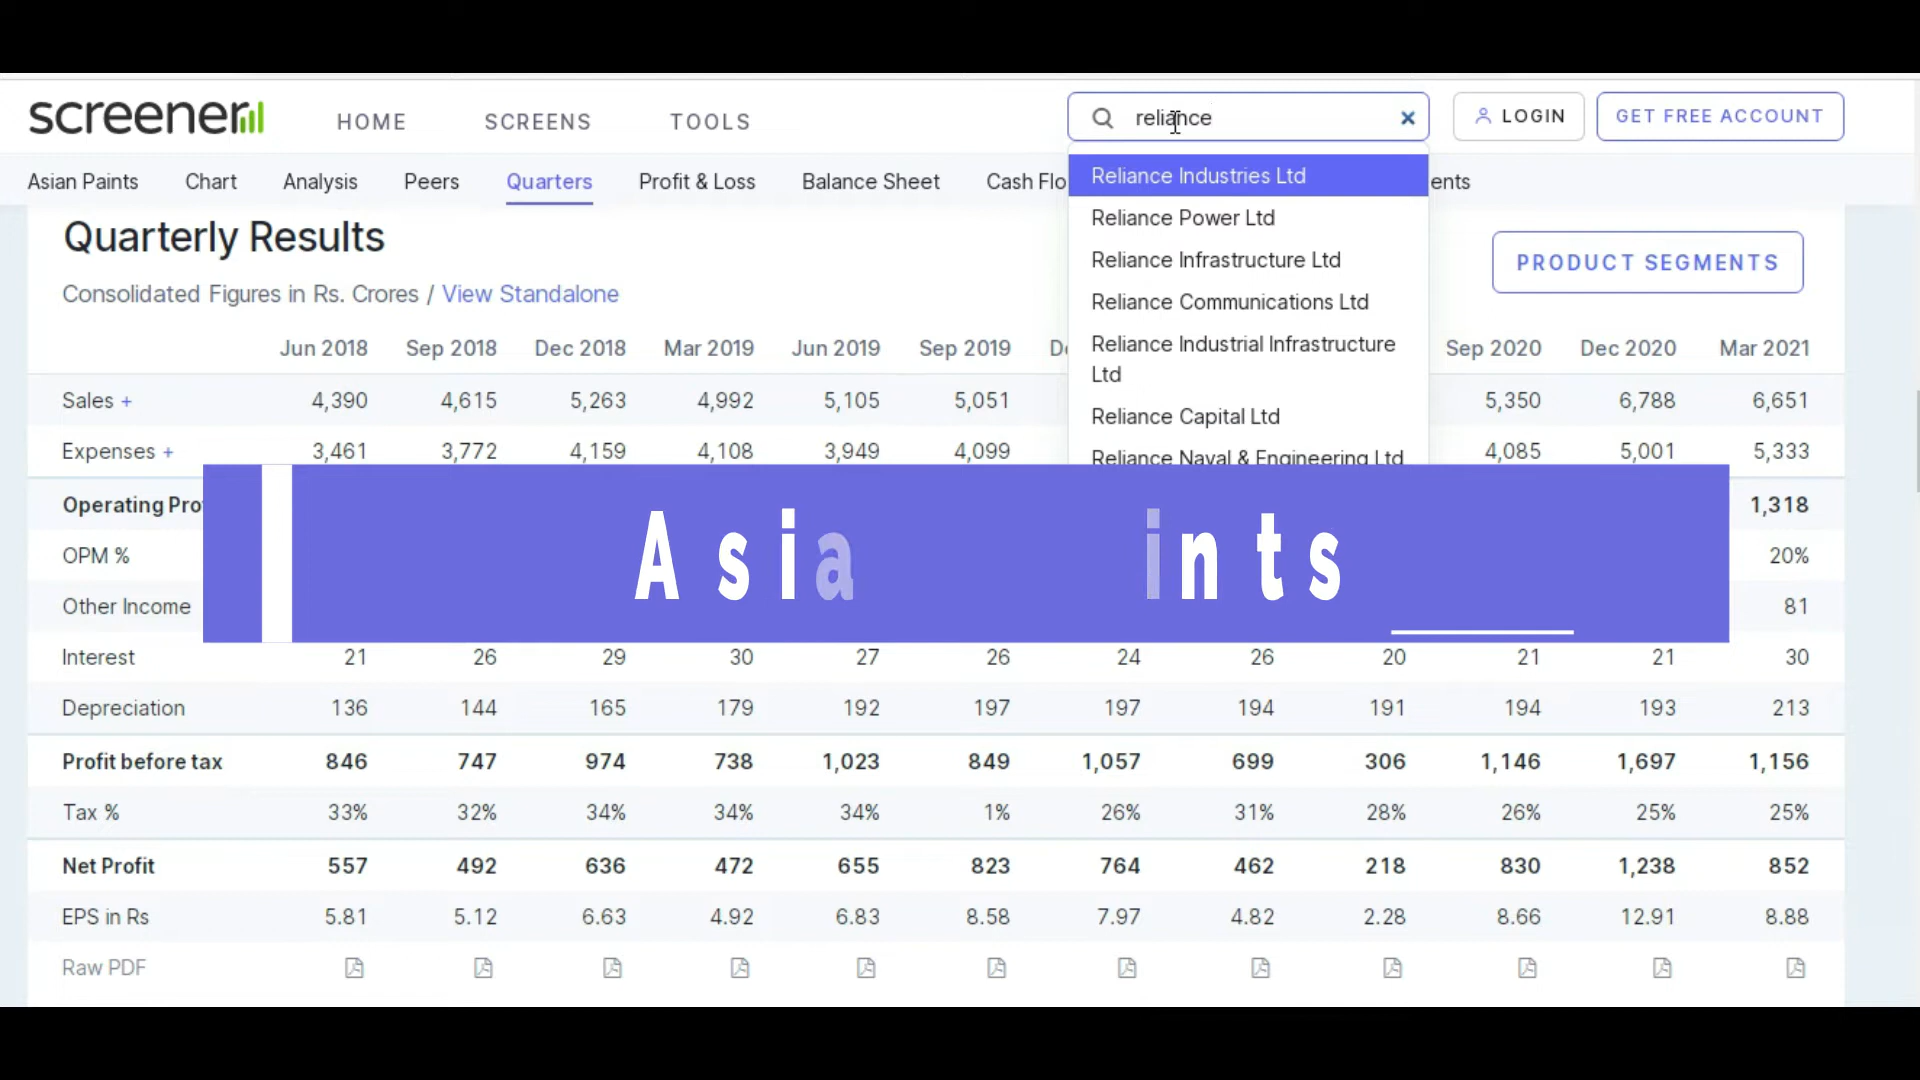 screener
HOME SCREENS TOOLS
reliance
LOGIN
GET FREE ACCOUNT
Asian Paints Chart Analysis Peers Quarters Profit & Loss Balance Sheet Cash Flo ents
Reliance Industries Ltd
Reliance Power Ltd
Reliance Infrastructure Ltd
Reliance Communications Ltd
Reliance Industrial Infrastructure
Ltd
Reliance Capital Ltd
Reliance Naval & Engineering Ltd
Quarterly Results
PRODUCT SEGMENTS
Consolidated Figures in Rs. Crores / View Standalone
Jun 2018 Sep 2018 Dec 2018 Mar 2019 Jun 2019 Sep 2019 D Sep 2020 Dec 2020 Mar 2021
Sales + 4,390 4,615 5,263 4,992 5,105 5,051 5,350 6,788 6,651
Expenses + 3,461 3,772 4,159 4,108 3,949 4,099 4,085 5,001 5,333
Operating Pro 1,318
Asia ints
OPM % 20%
Other Income 81
Interest 21 26 29 30 27 26 24 26 20 21 21 30
Depreciation 136 144 165 179 192 197 197 194 191 194 193 213
Profit before tax 846 747 974 738 1,023 849 1,057 699 306 1,146 1,697 1,156
Tax % 33% 32% 34% 34% 34% 1% 26% 31% 28% 26% 25% 25%
Net Profit 557 492 636 472 655 823 764 462 218 830 1,238 852
EPS in Rs 5.81 5.12 6.63 4.92 6.83 8.58 7.97 4.82 2.28 8.66 12.91 8.88
Raw PDF